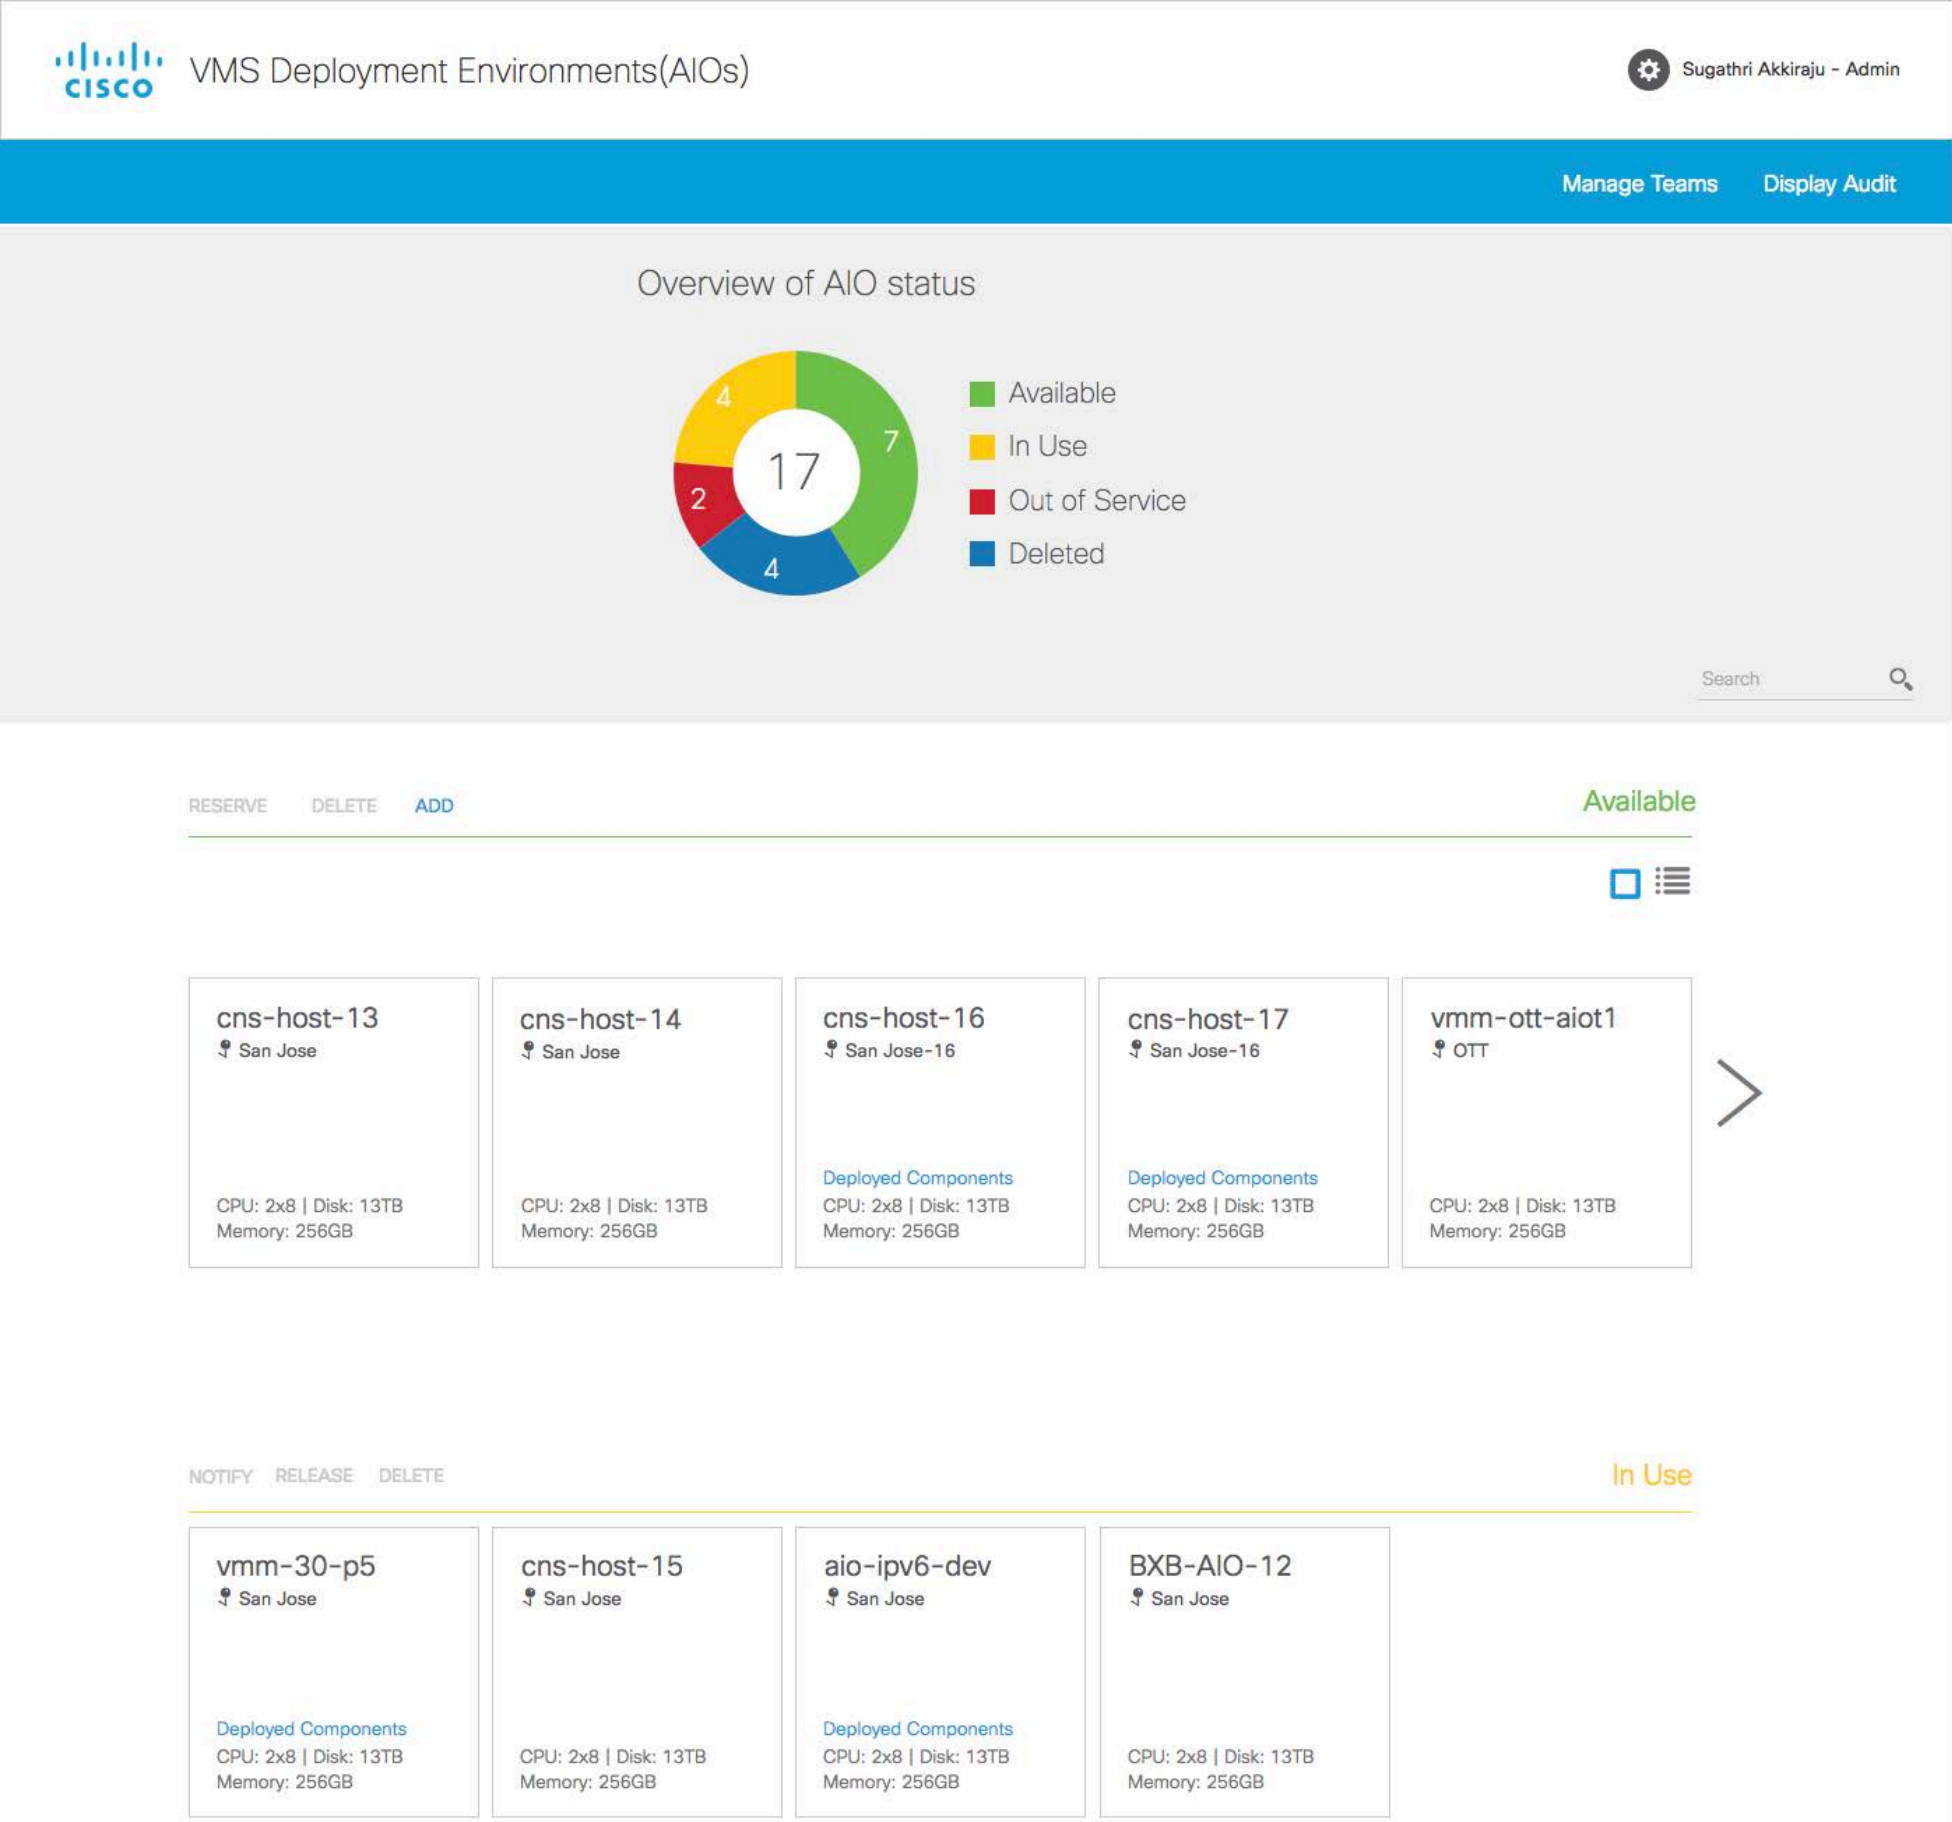 CISCO
VMS Deployment Environments(AIOs)
Sugathri Akkiraju - Admin
Manage Teams
Display Audit
Overview of AIO status
4
7
17
2
4
Available
In Use
Out of Service
Deleted
Search
RESERVE
DELETE
ADD
Available
cns-host-13
San Jose
CPU: 2x8 | Disk: 13TB
Memory: 256GB
cns-host-14
San Jose
CPU: 2x8 | Disk: 13TB
Memory: 256GB
cns-host-16
San Jose-16
Deployed Components
CPU: 2x8 | Disk: 13TB
Memory: 256GB
cns-host-17
San Jose-16
Deployed Components
CPU: 2x8 | Disk: 13TB
Memory: 256GB
vmm-ott-aiot1
OTT
CPU: 2x8 | Disk: 13TB
Memory: 256GB
NOTIFY
RELEASE
DELETE
In Use
vmm-30-p5
San Jose
Deployed Components
CPU: 2x8 | Disk: 13TB
Memory: 256GB
cns-host-15
San Jose
CPU: 2x8 | Disk: 13TB
Memory: 256GB
aio-ipv6-dev
San Jose
Deployed Components
CPU: 2x8 | Disk: 13TB
Memory: 256GB
BXB-AIO-12
San Jose
CPU: 2x8 | Disk: 13TB
Memory: 256GB